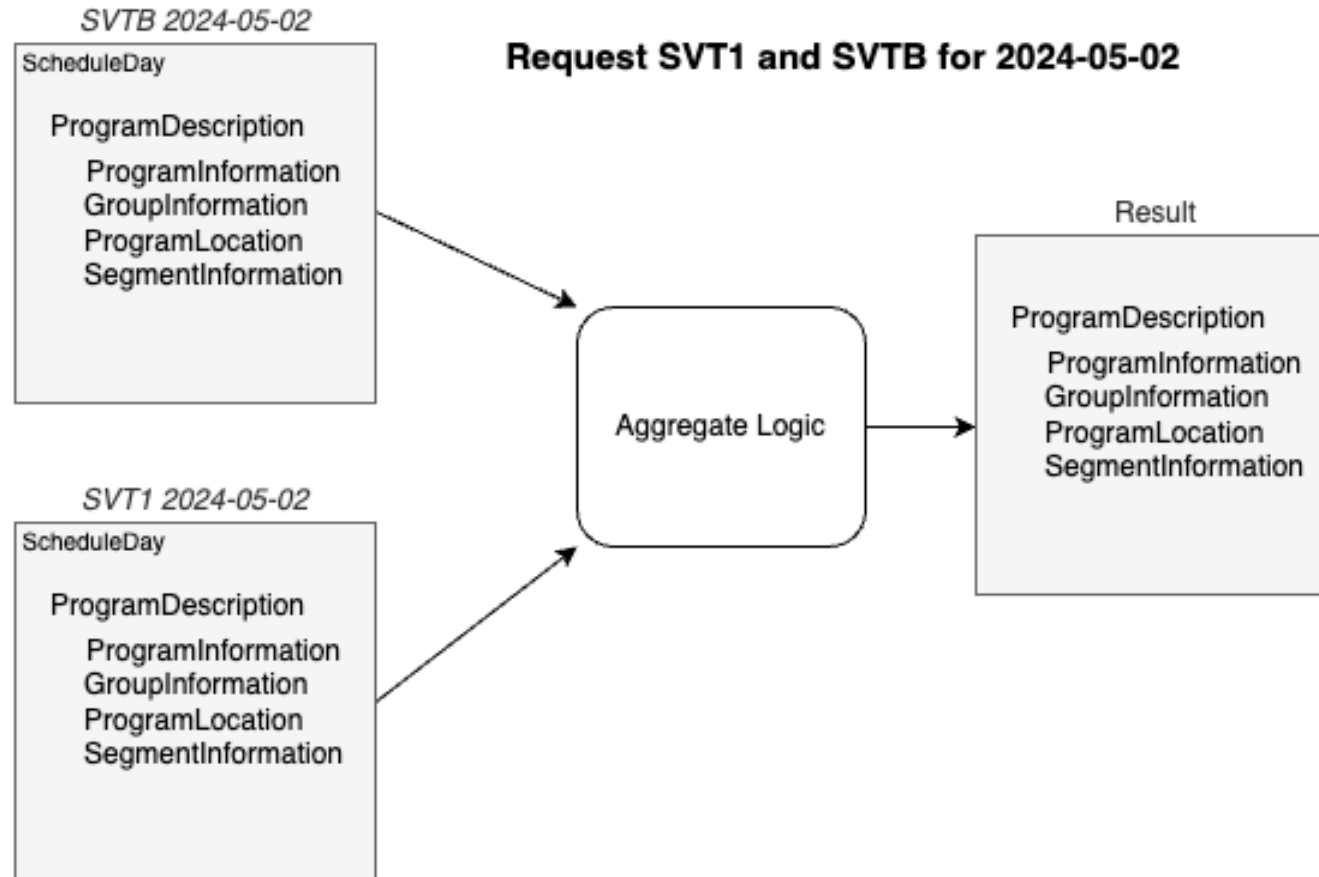 SVTB 2024-05-02
Request SVT1 and SVTB for 2024-05-02
ScheduleDay
ProgramDescription
ProgramInformation
GroupInformation
ProgramLocation
SegmentInformation
Aggregate Logic
Result
ProgramDescription
ProgramInformation
GroupInformation
ProgramLocation
SegmentInformation
SVT1 2024-05-02
ScheduleDay
ProgramDescription
ProgramInformation
GroupInformation
ProgramLocation
SegmentInformation